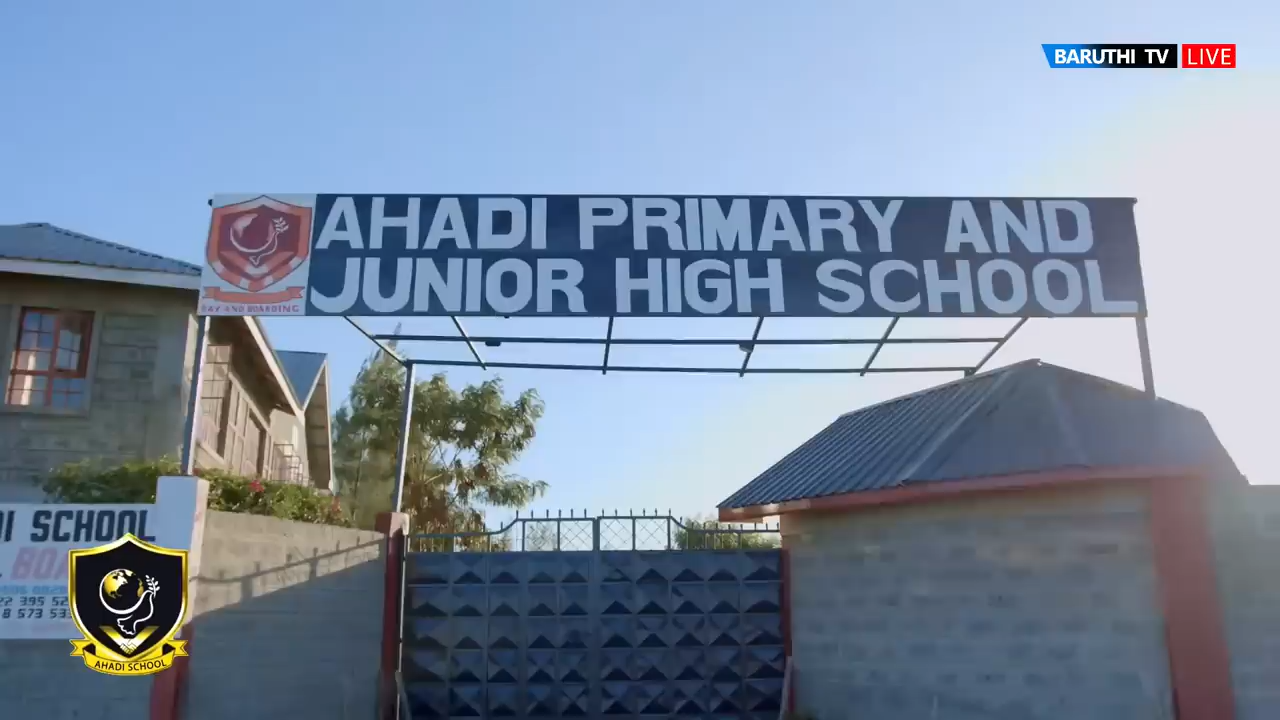 BARUTHI TV LIVE
AHADI PRIMARY AND
JUNIOR HIGH SCHOOL
DAY AND BOARDING
DI SCHOOL
AHADI SCHOOL